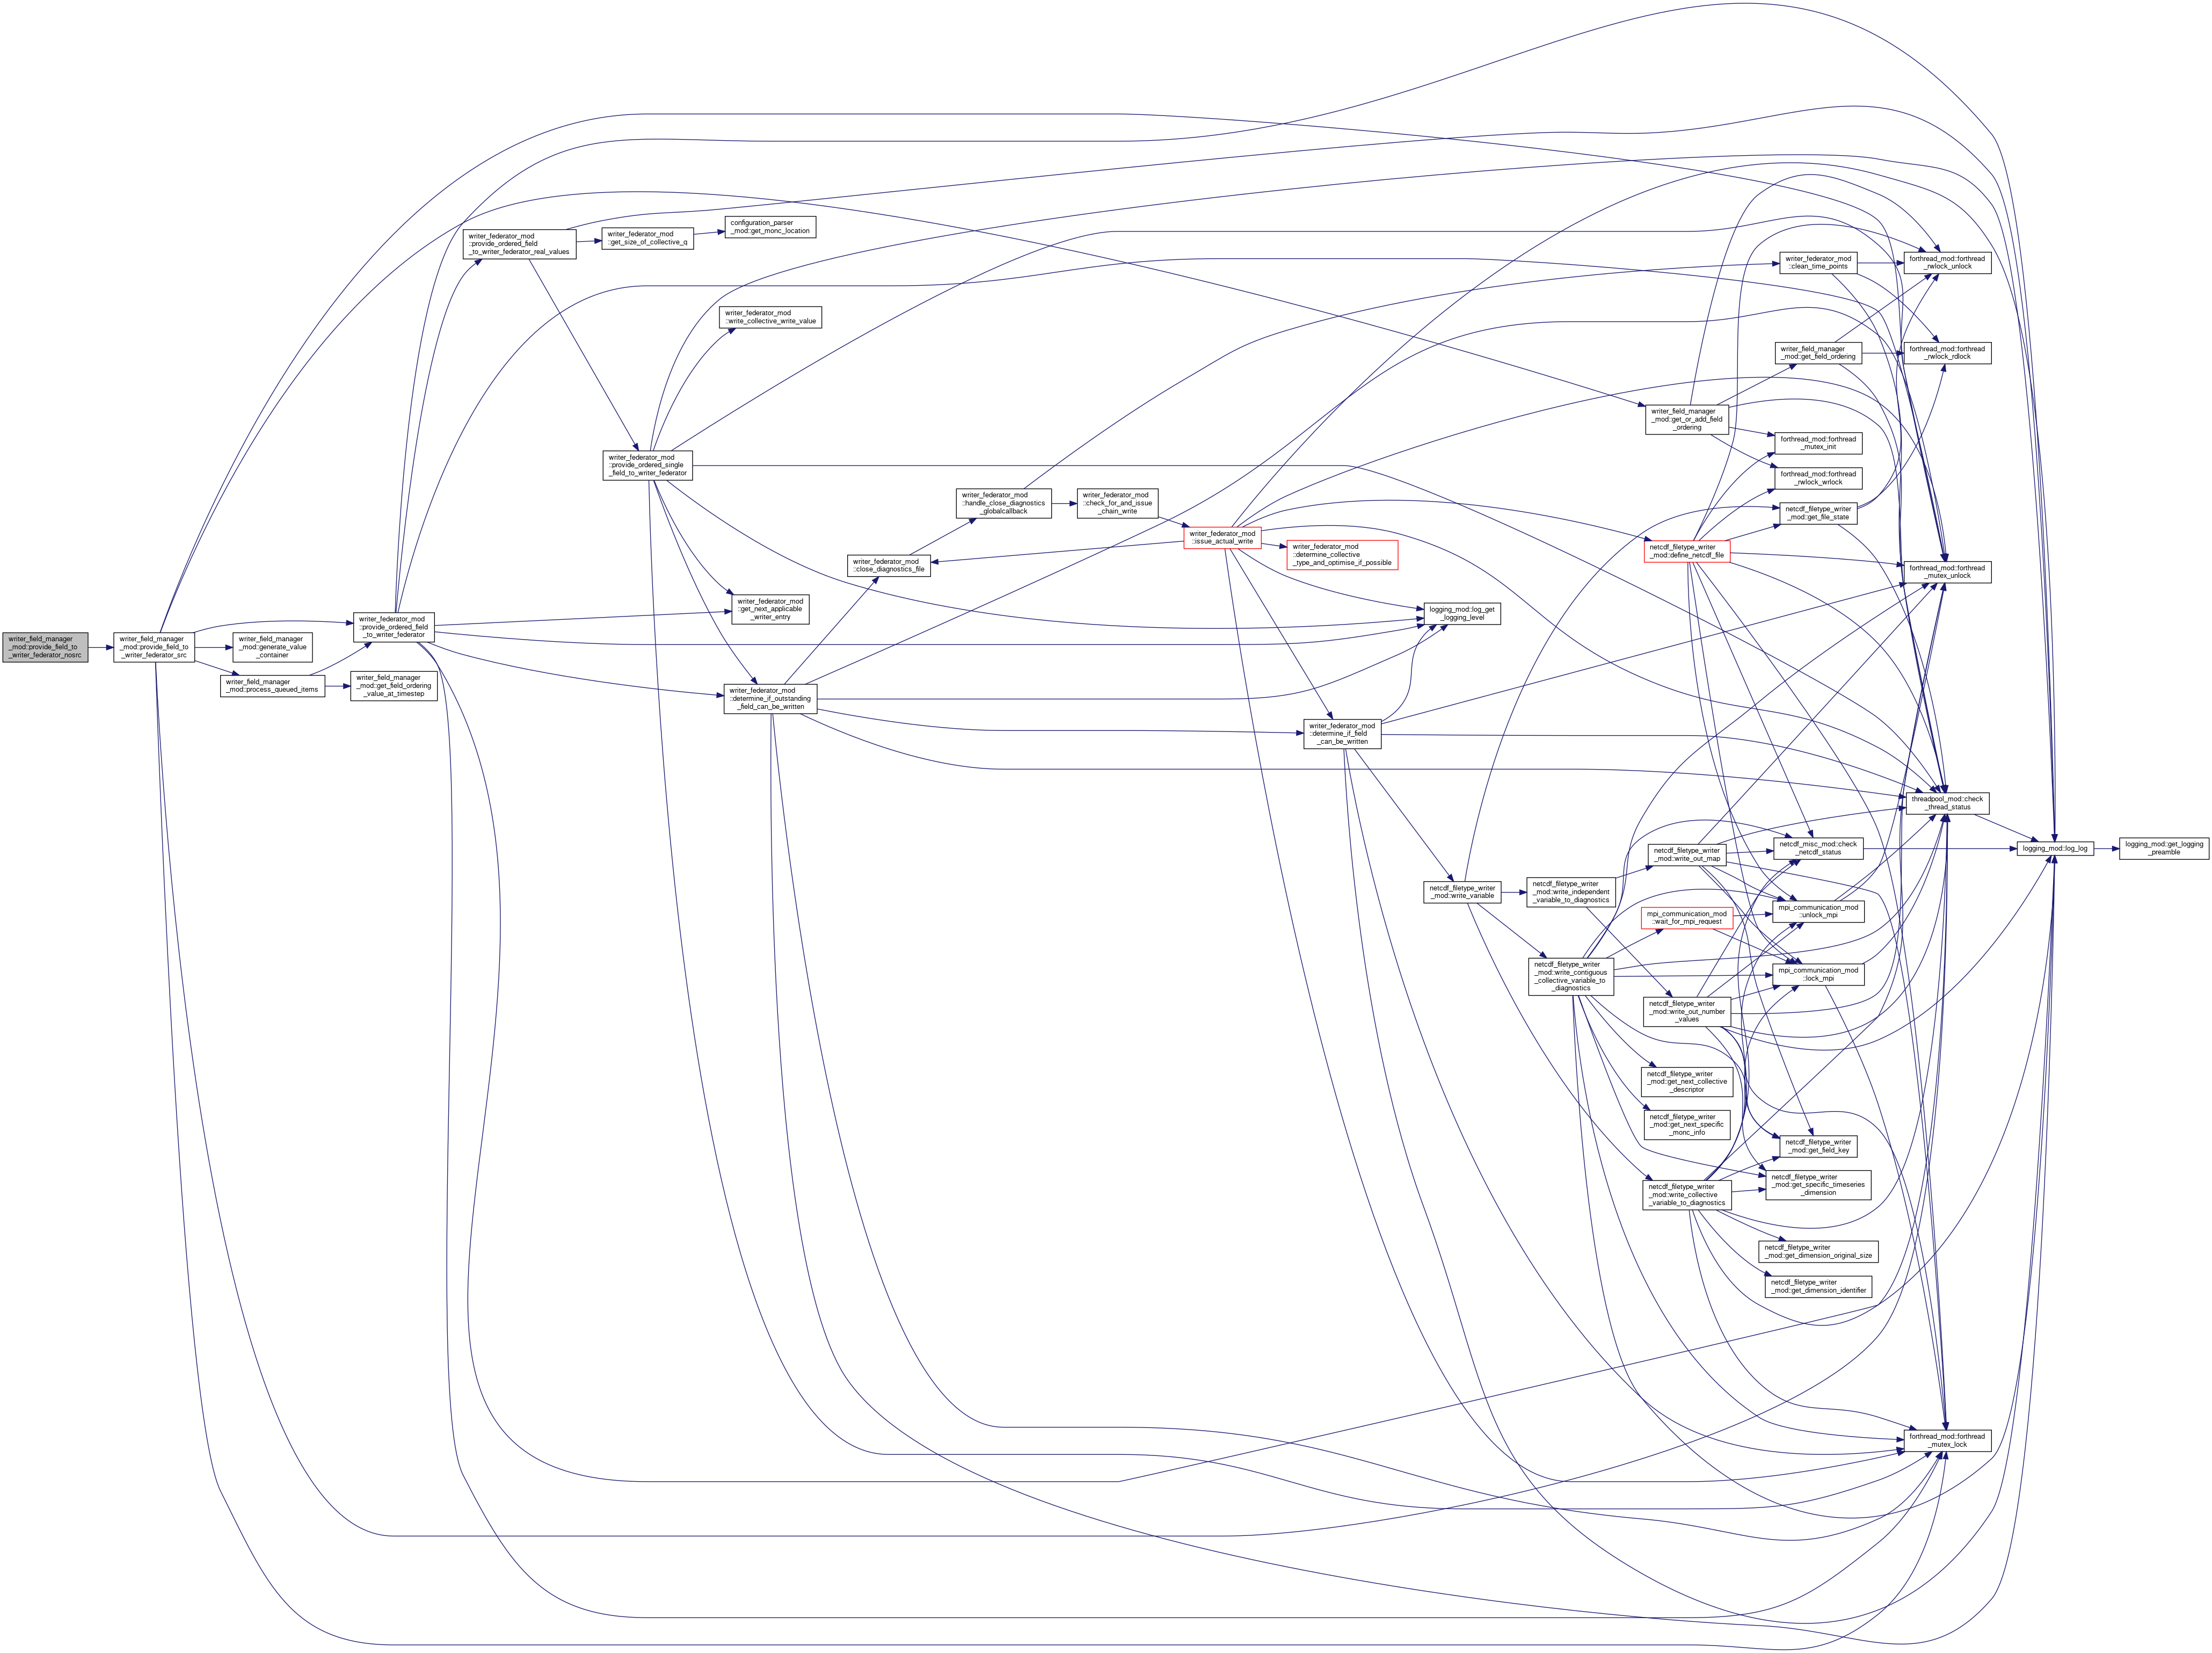 writer_field_manager
_mod::provide_field_to
_writer_federator_nosrc
writer_field_manager
_mod::provide_field_to
_writer_federator_src
writer_field_manager
_mod::generate_value
_container
writer_field_manager
_mod::process_queued_items
writer_federator_mod
::provide_ordered_field
_to_writer_federator
writer_field_manager
_mod::get_field_ordering
_value_at_timestep
writer_federator_mod
::provide_ordered_field
_to_writer_federator_real_values
writer_federator_mod
::get_size_of_collective_q
configuration_parser
_mod::get_monc_location
writer_federator_mod
::write_collective_write_value
writer_federator_mod
::provide_ordered_single
_field_to_writer_federator
writer_federator_mod
::get_next_applicable
_writer_entry
writer_federator_mod
::determine_if_outstanding
_field_can_be_written
writer_federator_mod
::close_diagnostics_file
writer_federator_mod
::handle_close_diagnostics
_globalcallback
writer_federator_mod
::check_for_and_issue
_chain_write
writer_federator_mod
::issue_actual_write
writer_federator_mod
::determine_collective
_type_and_optimise_if_possible
logging_mod::log_get
_logging_level
writer_federator_mod
::determine_if_field
_can_be_written
netcdf_filetype_writer
_mod::write_variable
netcdf_filetype_writer
_mod::write_independent
_variable_to_diagnostics
netcdf_filetype_writer
_mod::write_contiguous
_collective_variable_to
_diagnostics
writer_field_manager
_mod::get_or_add_field
_ordering
netcdf_filetype_writer
_mod::define_netcdf_file
netcdf_filetype_writer
_mod::write_out_map
mpi_communication_mod
::wait_for_mpi_request
netcdf_filetype_writer
_mod::write_out_number
_values
netcdf_filetype_writer
_mod::get_next_collective
_descriptor
netcdf_filetype_writer
_mod::get_next_specific
_monc_info
netcdf_filetype_writer
_mod::write_collective
_variable_to_diagnostics
writer_federator_mod
::clean_time_points
writer_field_manager
_mod::get_field_ordering
forthread_mod::forthread
_mutex_init
forthread_mod::forthread
_rwlock_wrlock
netcdf_filetype_writer
_mod::get_file_state
netcdf_misc_mod::check
_netcdf_status
mpi_communication_mod
::unlock_mpi
mpi_communication_mod
::lock_mpi
netcdf_filetype_writer
_mod::get_field_key
netcdf_filetype_writer
_mod::get_specific_timeseries
_dimension
netcdf_filetype_writer
_mod::get_dimension_original_size
netcdf_filetype_writer
_mod::get_dimension_identifier
forthread_mod::forthread
_rwlock_unlock
forthread_mod::forthread
_rwlock_rdlock
forthread_mod::forthread
_mutex_unlock
threadpool_mod::check
_thread_status
forthread_mod::forthread
_mutex_lock
logging_mod::log_log
logging_mod::get_logging
_preamble